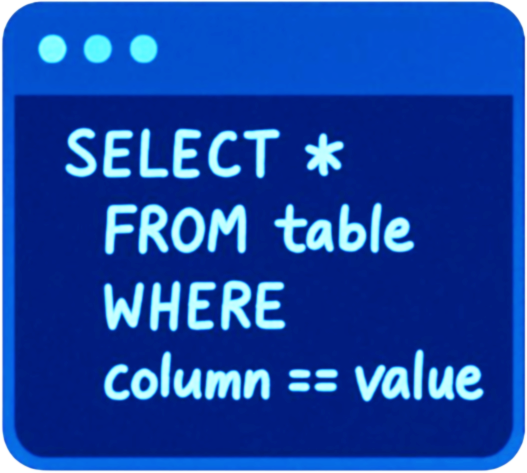 SELECT *
FROM table
WHERE
column == value